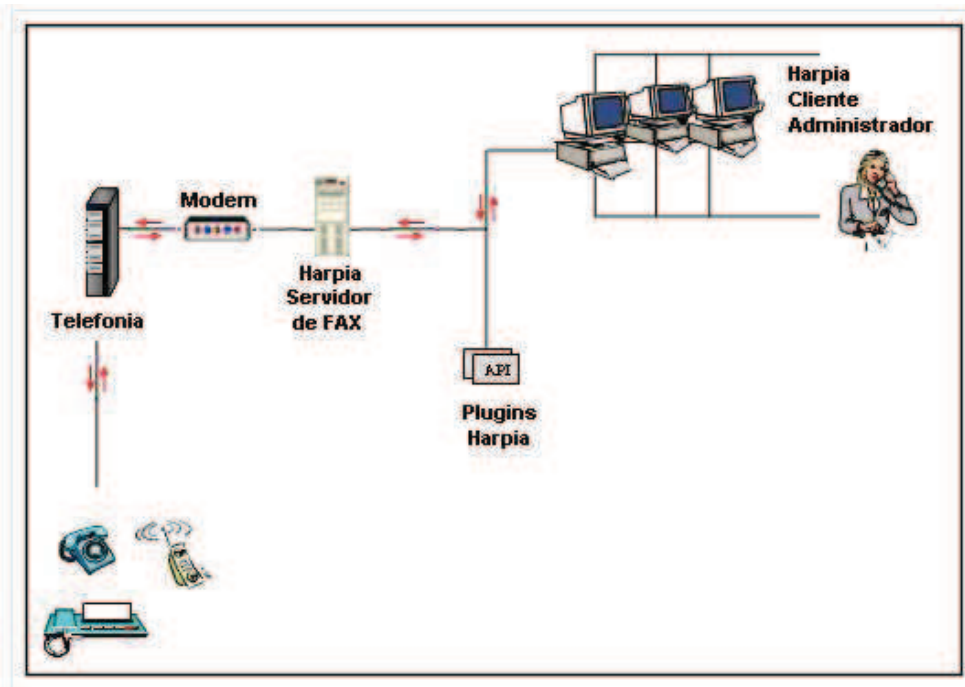 Harpia
Cliente
Administrador
Modem
Harpia
Servidor
de FAX
Telefonia
API
Plugins
Harpia